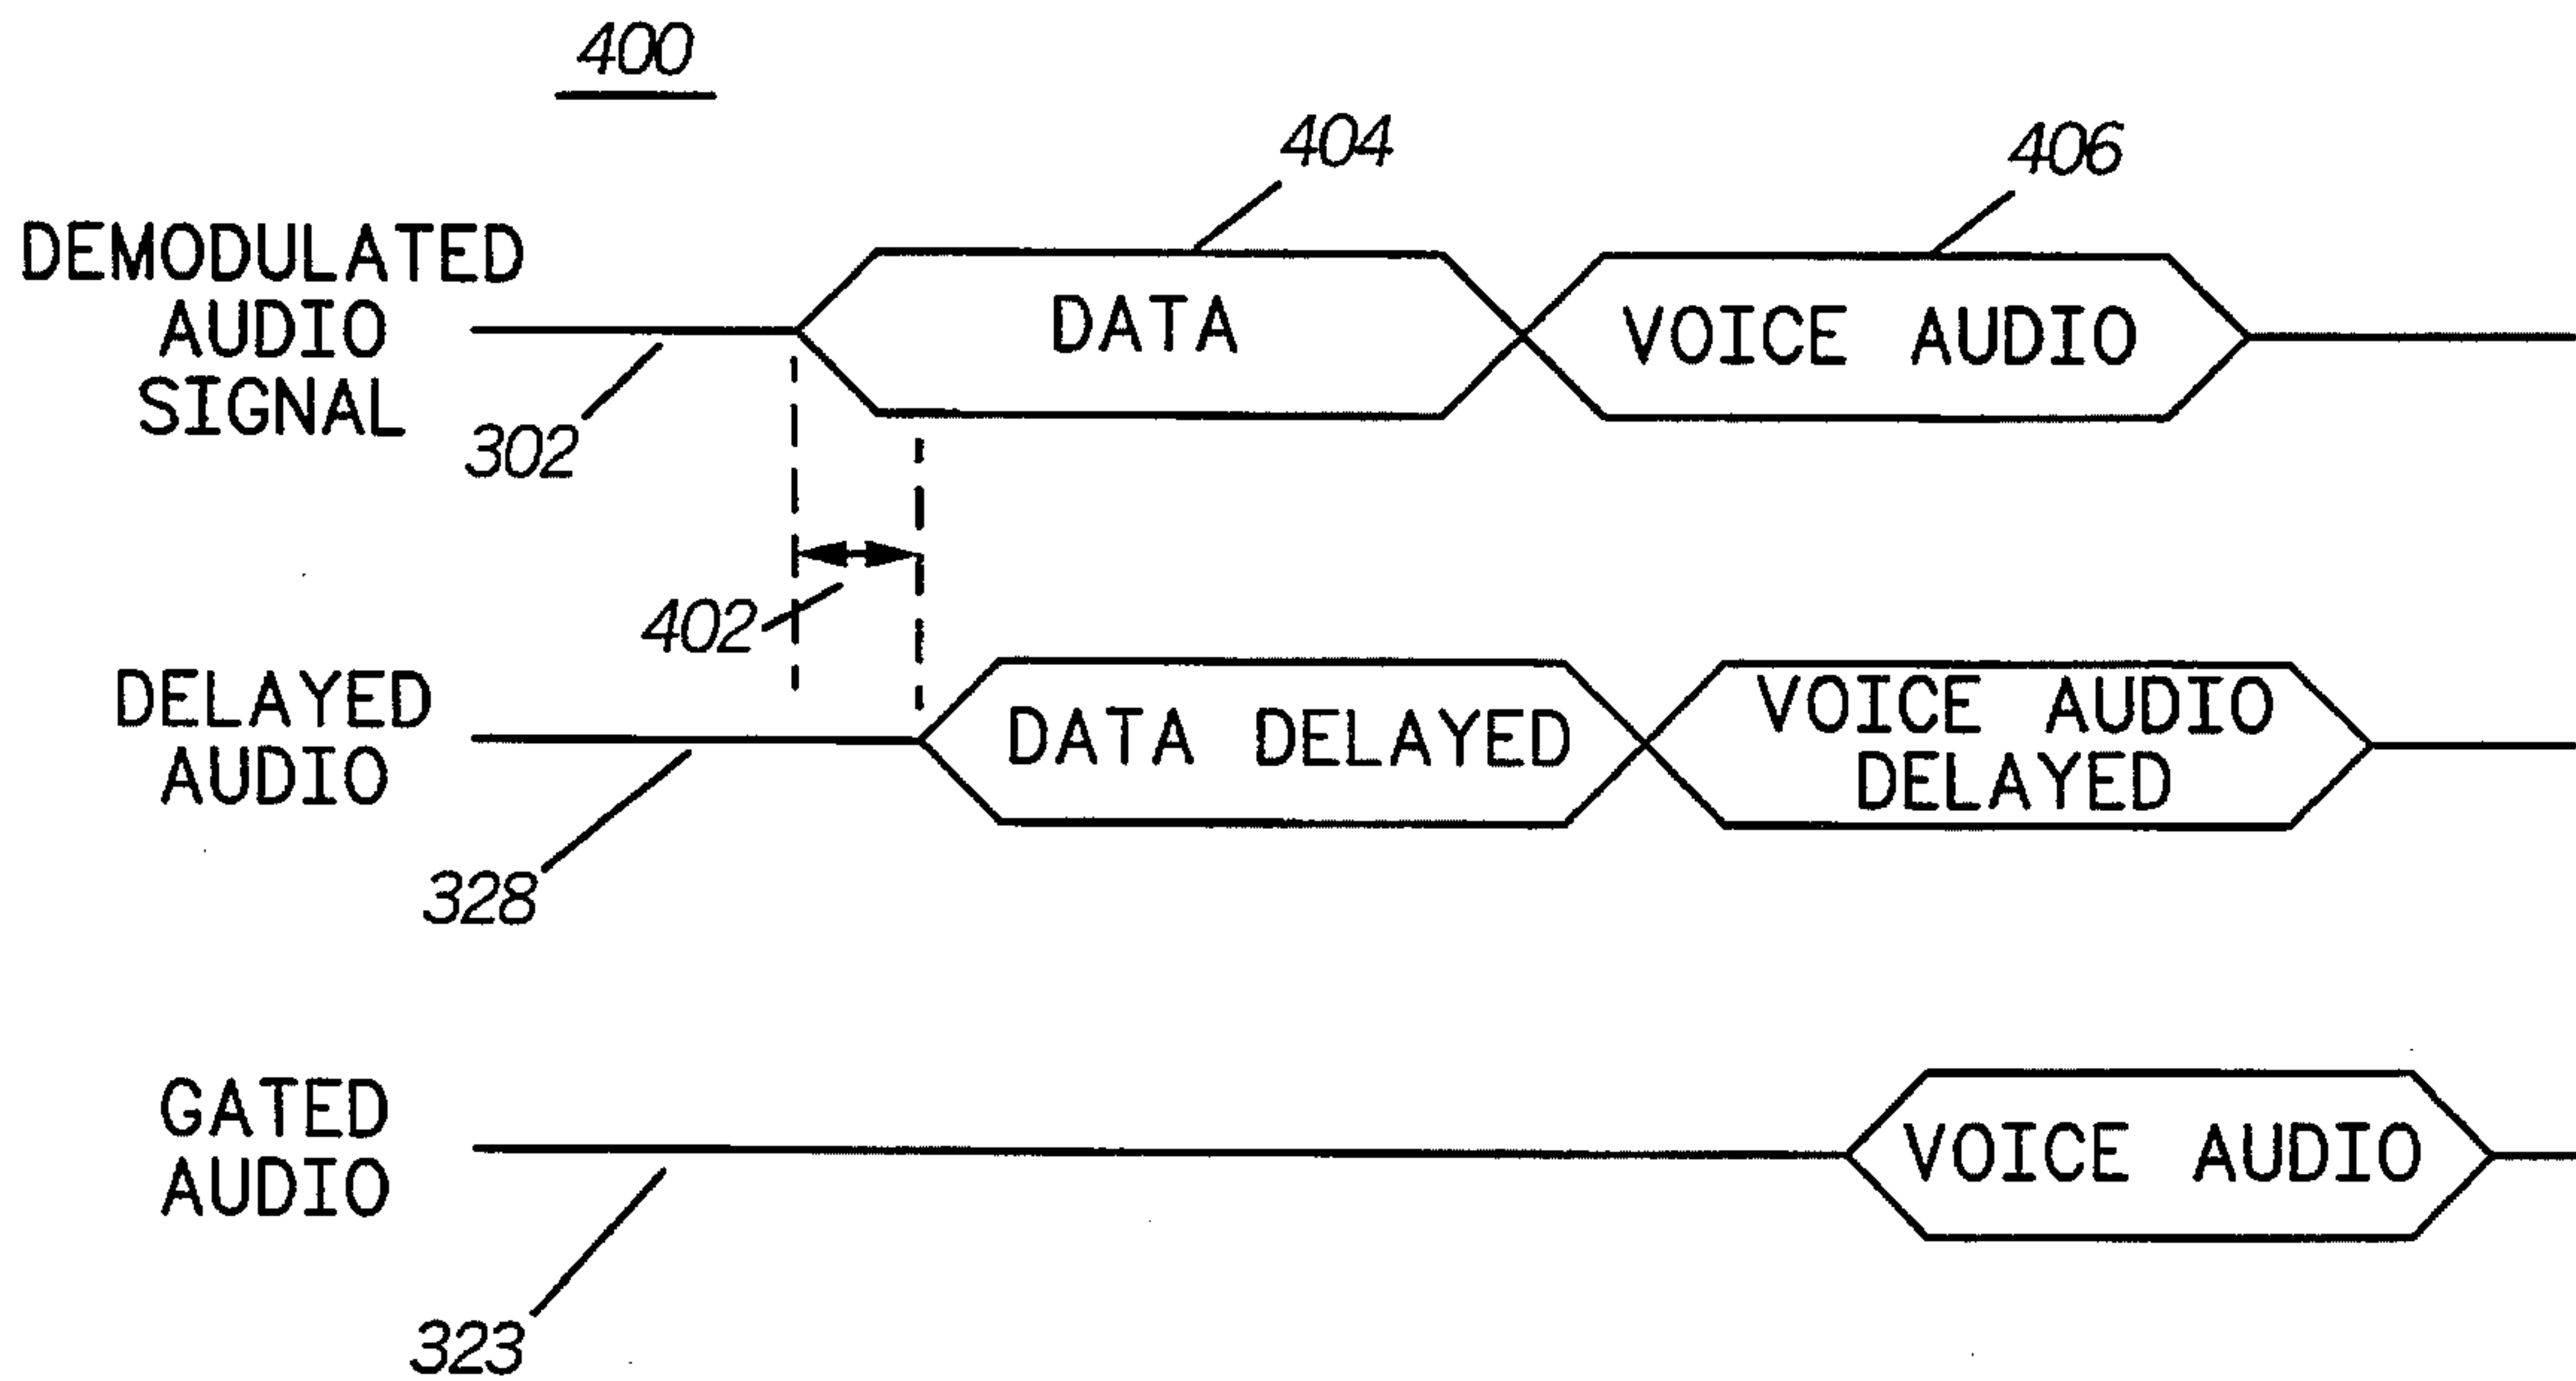 400
404
406
DEMODULATED
AUDIO
SIGNAL
DATA
VOICE AUDIO
302
402
DELAYED
AUDIO
DATA DELAYED
VOICE AUDIO
DELAYED
328
GATED
AUDIO
VOICE AUDIO
323